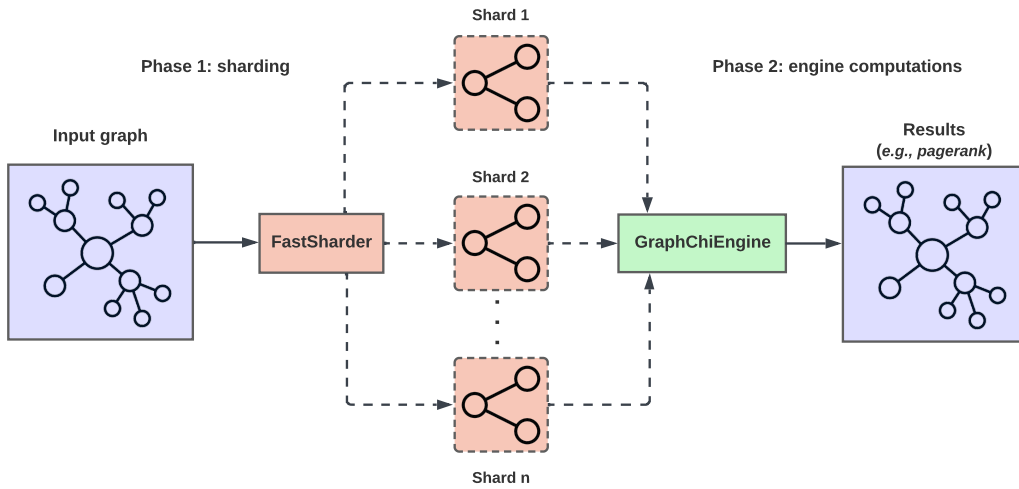 Shard 1
Phase 1: sharding
Phase 2: engine computations
Input graph
Results
(e.g., pagerank)
Shard 2
FastSharder
GraphChiEngine
Shard n